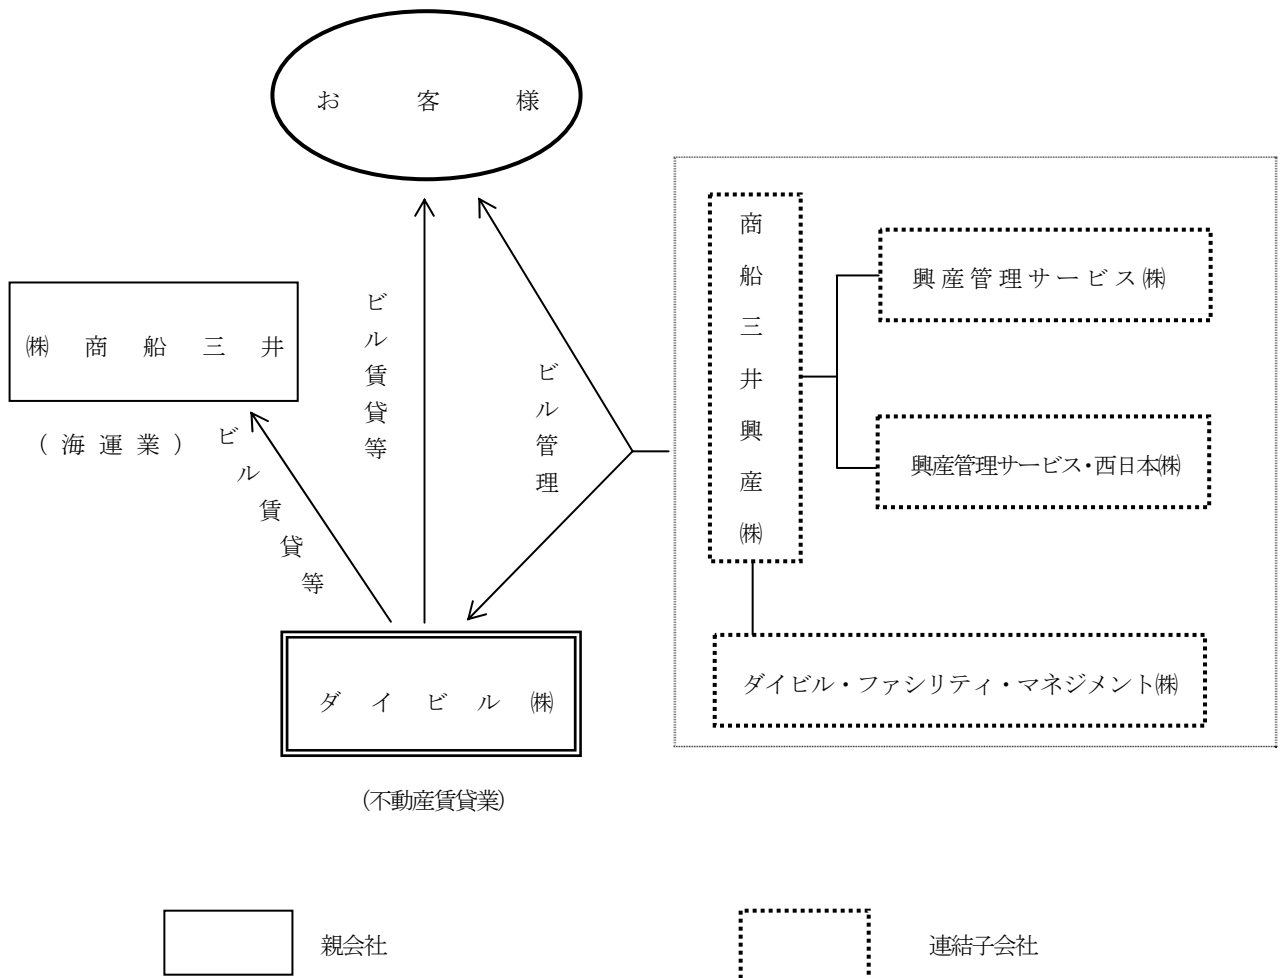 お客様
㈱商船三井
(海運業)
ビル賃貸等
ビル賃貸等
ビル管理
ダイビル㈱
(不動産賃貸業)
商船三井興産㈱
興産管理サービス㈱
興産管理サービス・西日本㈱
ダイビル・ファシリティ・マネジメント㈱
親会社
連結子会社